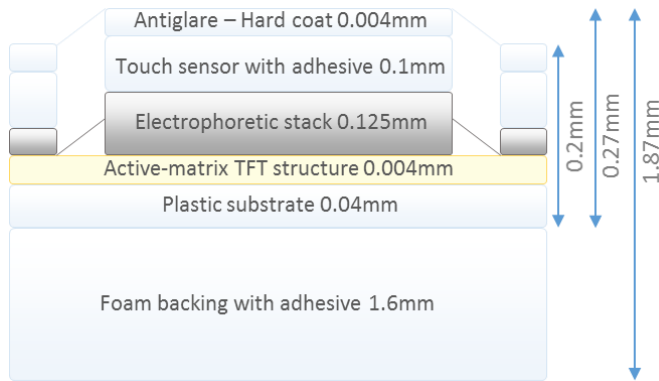 Antiglare – Hard coat 0.004mm
Touch sensor with adhesive 0.1mm
Electrophoretic stack 0.125mm
Active-matrix TFT structure 0.004mm
Plastic substrate 0.04mm
Foam backing with adhesive 1.6mm
0.2mm
0.27mm
1.87mm